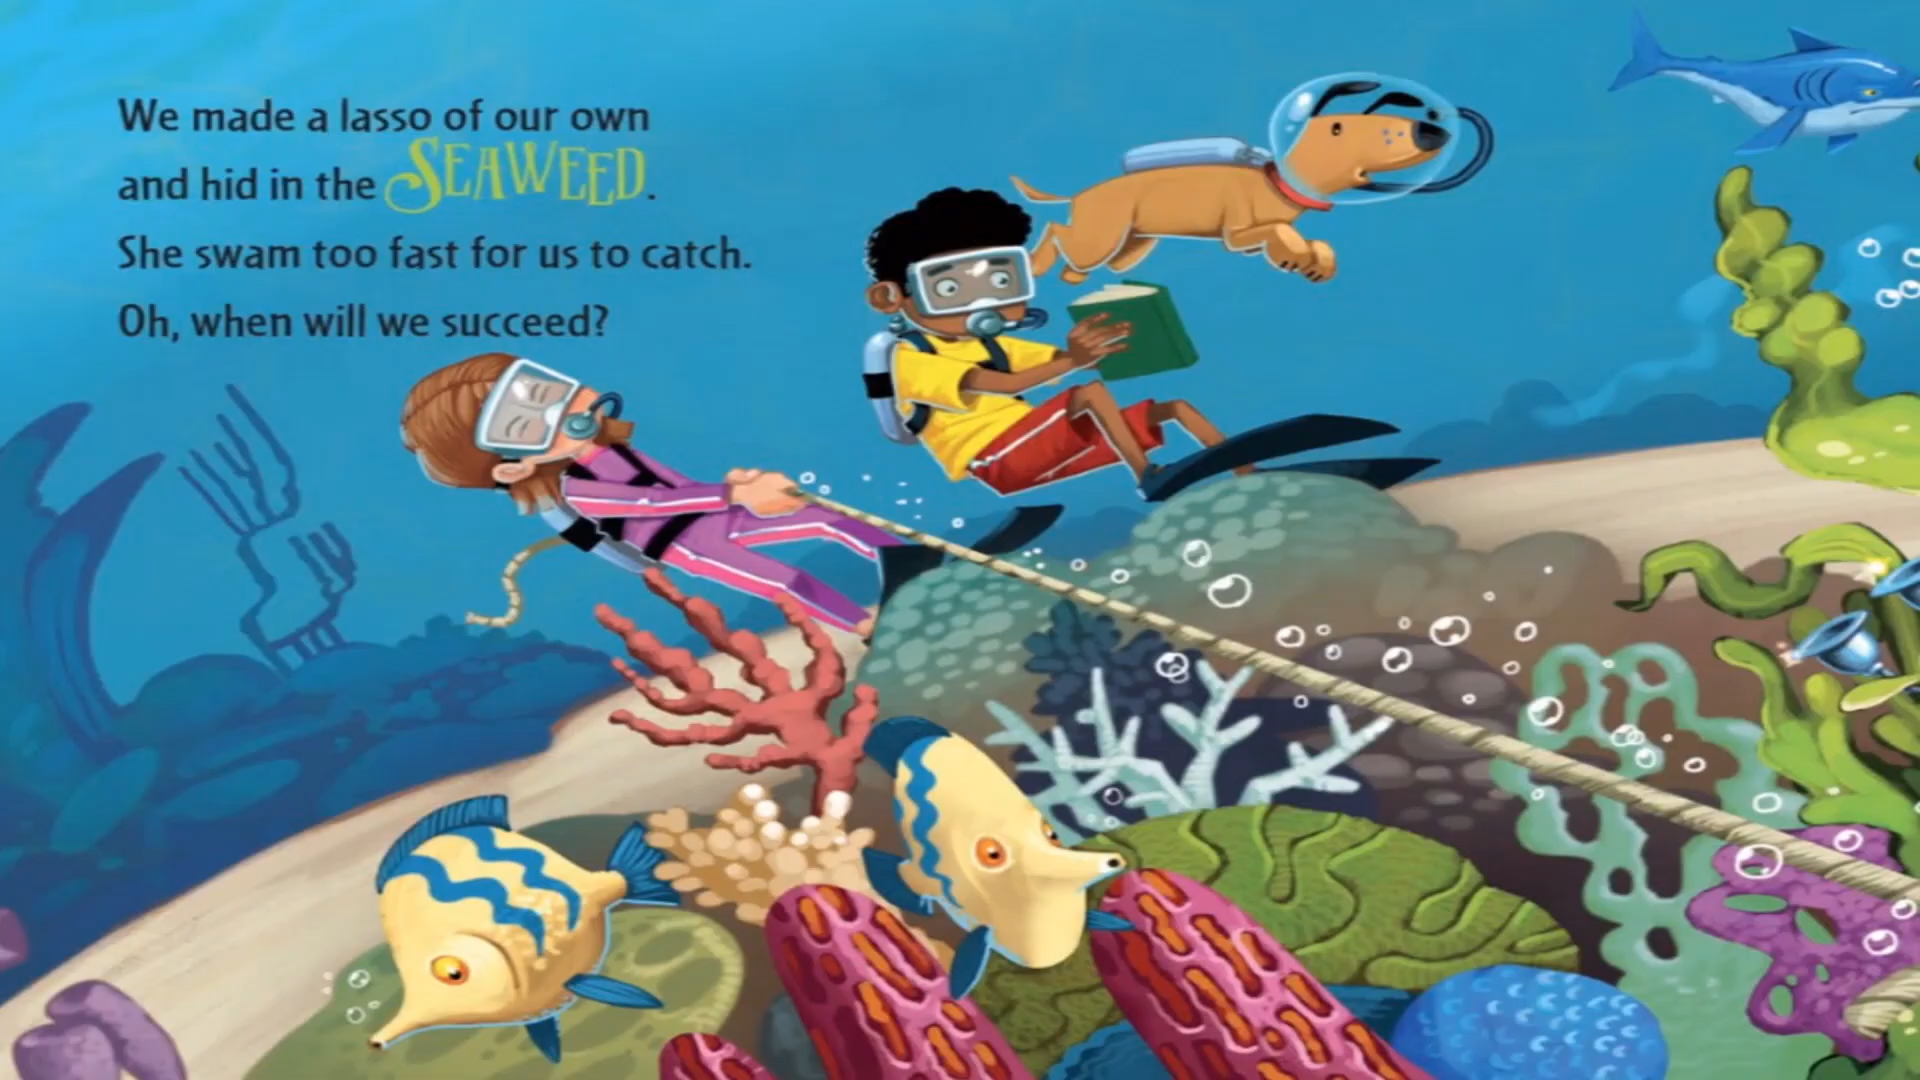 We made a lasso of our own
and hid in the SEAWEED.
She swam too fast for us to catch.
Oh, when will we succeed?